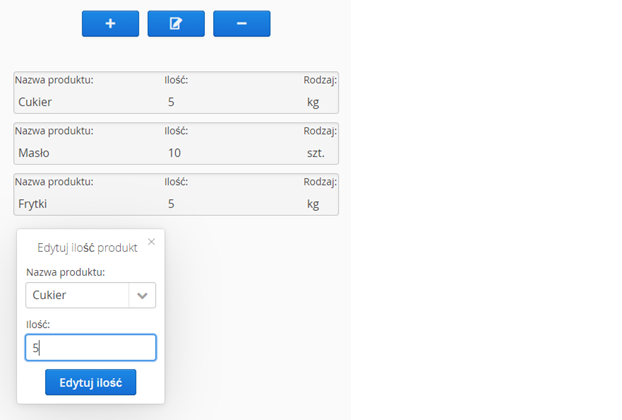 Nazwa produktu: Ilość: Rodzaj:
Cukier 5 kg
Nazwa produktu: Ilość: Rodzaj:
Masło 10 szt.
Nazwa produktu: Ilość: Rodzaj:
Frytki 5 kg
Edytuj ilość produkt
Nazwa produktu:
Cukier
Ilość:
5
Edytuj ilość